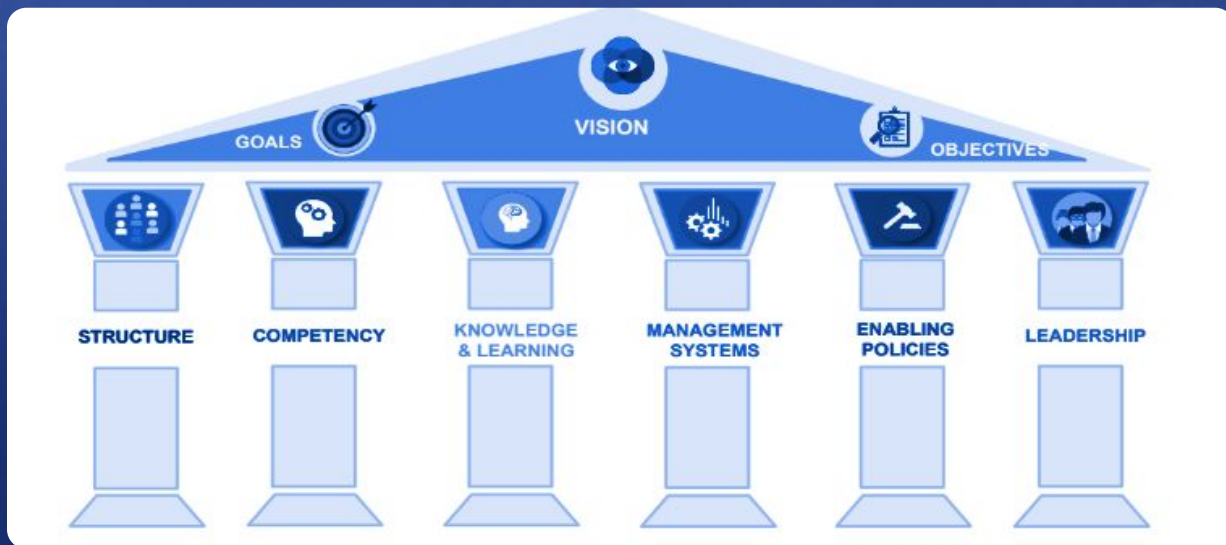 VISION
GOALS
OBJECTIVES
STRUCTURE
COMPETENCY
KNOWLEDGE
& LEARNING
MANAGEMENT
SYSTEMS
ENABLING
POLICIES
LEADERSHIP